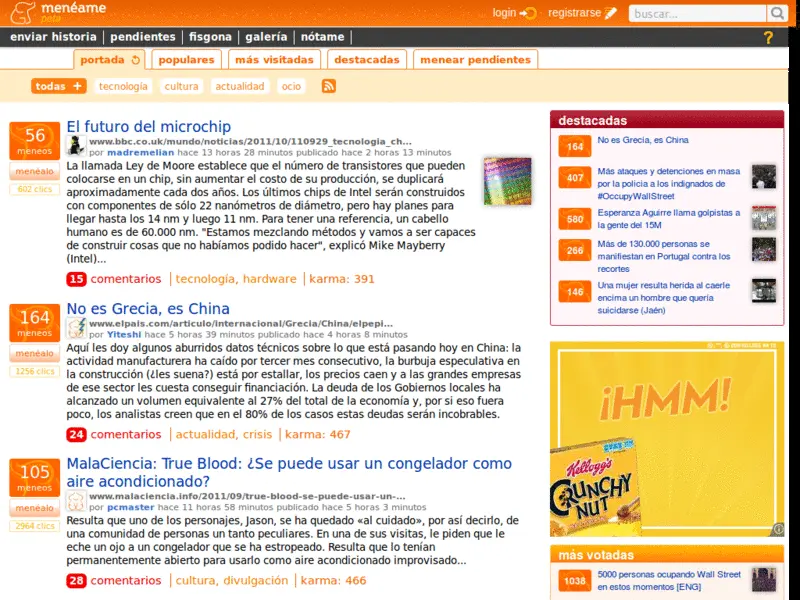 menéame
beta
login
registrarse
buscar...
enviar historia | pendientes | fisgona | galería | nótame |
?
portada
populares
más visitadas
destacadas
menear pendientes
todas +
tecnología
cultura
actualidad
ocio
56
meneos
menéalo
602 clics
El futuro del microchip
www.bbc.co.uk/mundo/noticias/2011/10/110929_tecnologia_ch...
por madremelian hace 13 horas 28 minutos publicado hace 2 horas 13 minutos
La llamada Ley de Moore establece que el número de transistores que pueden
colocarse en un chip, sin aumentar el costo de su producción, se duplicará
aproximadamente cada dos años. Los últimos chips de Intel serán construidos
con componentes de sólo 22 nanómetros de diámetro, pero hay planes para
llegar hasta los 14 nm y luego 11 nm. Para tener una referencia, un cabello
humano es de 60.000 nm. "Estamos mezclando métodos y vamos a ser capaces
de construir cosas que no habíamos podido hacer", explicó Mike Mayberry
(Intel)...
15 comentarios | tecnología, hardware | karma: 391
164
meneos
menéalo
1256 clics
No es Grecia, es China
www.elpais.com/articulo/internacional/Grecia/China/elpepi...
por Yiteshi hace 5 horas 39 minutos publicado hace 4 horas 8 minutos
Aquí les doy algunos aburridos datos técnicos sobre lo que está pasando hoy en China: la
actividad manufacturera ha caído por tercer mes consecutivo, la burbuja especulativa en
la construcción (¿les suena?) está por estallar, los precios caen y a las grandes empresas
de ese sector les cuesta conseguir financiación. La deuda de los Gobiernos locales ha
alcanzado un volumen equivalente al 27% del total de la economía y, por si eso fuera
poco, los analistas creen que en el 80% de los casos estas deudas serán incobrables.
24 comentarios | actualidad, crisis | karma: 467
105
meneos
menéalo
2964 clics
MalaCiencia: True Blood: ¿Se puede usar un congelador como
aire acondicionado?
www.malaciencia.info/2011/09/true-blood-se-puede-usar-un-...
por pcmaster hace 11 horas 58 minutos publicado hace 5 horas 3 minutos
Resulta que uno de los personajes, Jason, se ha quedado «al cuidado», por así decirlo, de
una comunidad de personas un tanto peculiares. En una de sus visitas, le piden que le
eche un ojo a un congelador que se ha estropeado. Resulta que lo tenían
permanentemente abierto para usarlo como aire acondicionado improvisado...
28 comentarios | cultura, divulgación | karma: 466
destacadas
164
No es Grecia, es China
407
Más ataques y detenciones en masa
por la policia a los indignados de
#OccupyWallStreet
580
Esperanza Aguirre llama golpistas a
la gente del 15M
266
Más de 130.000 personas se
manifiestan en Portugal contra los
recortes
146
Una mujer resulta herida al caerle
encima un hombre que quería
suicidarse (Jaén)
¡HMM!
Kellogg's
CRUNCHY
NUT
más votadas
1038
5000 personas ocupando Wall Street
en estos momentos [ENG]